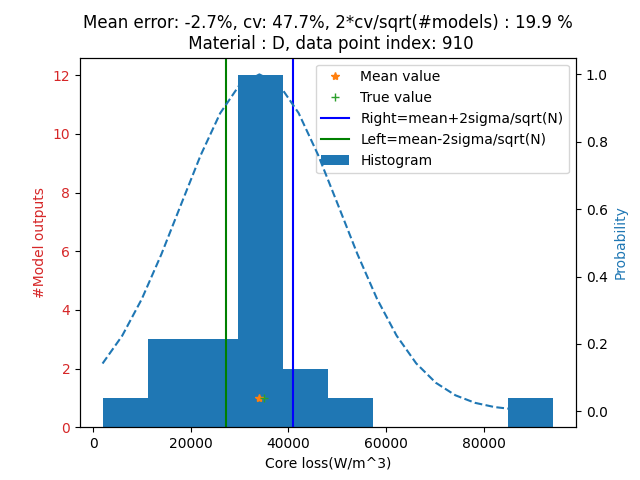 Mean error: -2.7%, cv: 47.7%, 2*cv/sqrt(#models) : 19.9 %
Material : D, data point index: 910
Mean value
True value
Right=mean+2sigma/sqrt(N)
Left=mean-2sigma/sqrt(N)
Histogram
#Model outputs
12
10
8
6
4
2
0
1.0
0.8
0.6
0.4
0.2
0.0
Probability
0
20000
40000
60000
80000
Core loss(W/m^3)